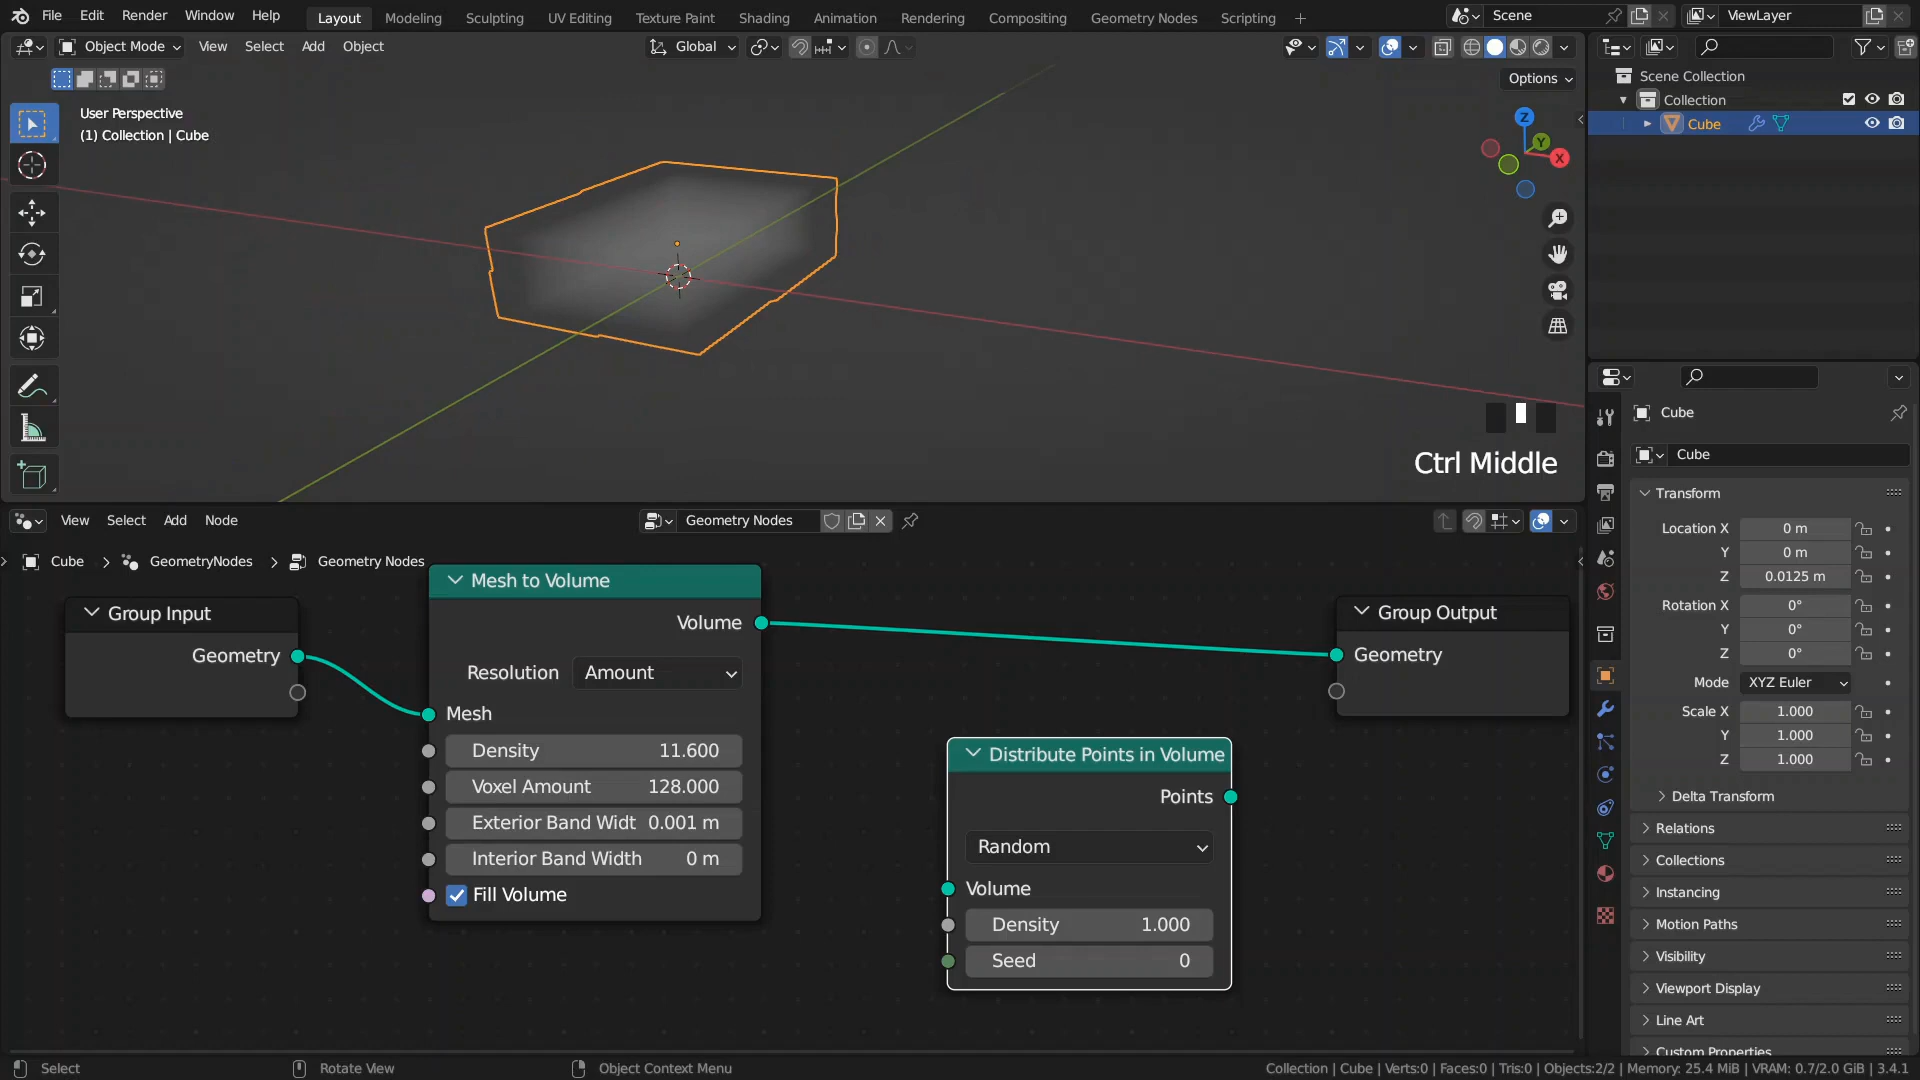 File Edit Render Window Help Layout Modeling Sculpting UV Editing Texture Paint Shading Animation Rendering Compositing Geometry Nodes Scripting + Scene ViewLayer
Object Mode View Select Add Object Global
Options
User Perspective
(1) Collection | Cube
Z
Y
X
Scene Collection
Collection
Cube
Ctrl Middle
View Select Add Node Geometry Nodes
Cube > GeometryNodes > Geometry Nodes
Group Input
Geometry
Mesh to Volume
Volume
Resolution Amount
Mesh
Density 11.600
Voxel Amount 128.000
Exterior Band Widt 0.001 m
Interior Band Width 0 m
Fill Volume
Distribute Points in Volume
Points
Random
Volume
Density 1.000
Seed 0
Group Output
Geometry
Cube
Cube
Transform
Location X 0 m
Y 0 m
Z 0.0125 m
Rotation X 0°
Y 0°
Z 0°
Mode XYZ Euler
Scale X 1.000
Y 1.000
Z 1.000
Delta Transform
Relations
Collections
Instancing
Motion Paths
Visibility
Viewport Display
Line Art
Custom Properties
Select Rotate View Object Context Menu
Collection | Cube | Verts:0 | Faces:0 | Tris:0 | Objects:2/2 | Memory: 25.4 MiB | VRAM: 0.7/2.0 GiB | 3.4.1